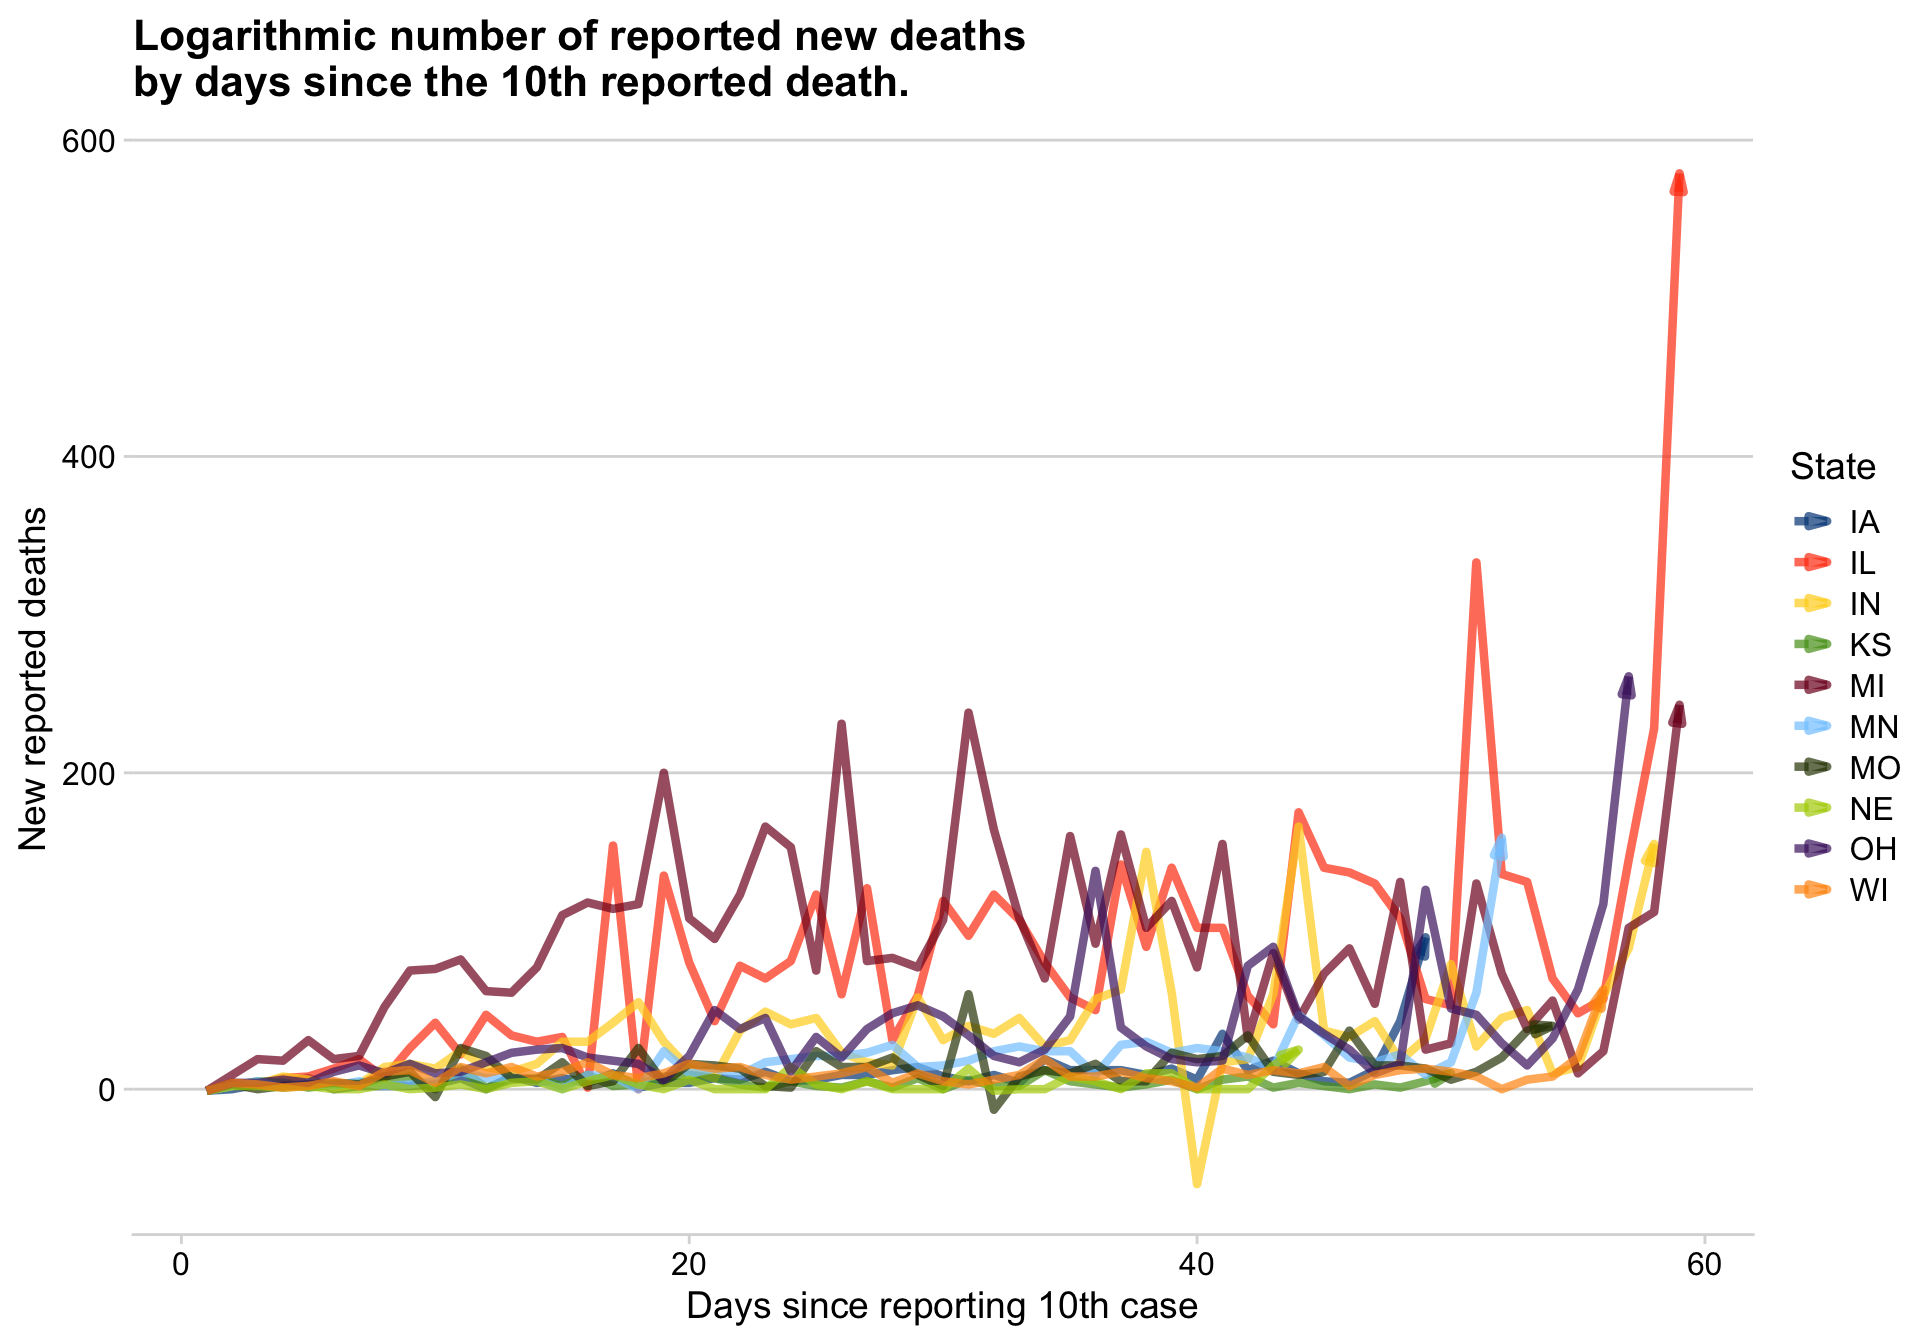 Logarithmic number of reported new deaths
by days since the 10th reported death.
600
400
200
0
New reported deaths
0
20
40
60
Days since reporting 10th case
State
IA
IL
IN
KS
MI
MN
MO
NE
OH
WI